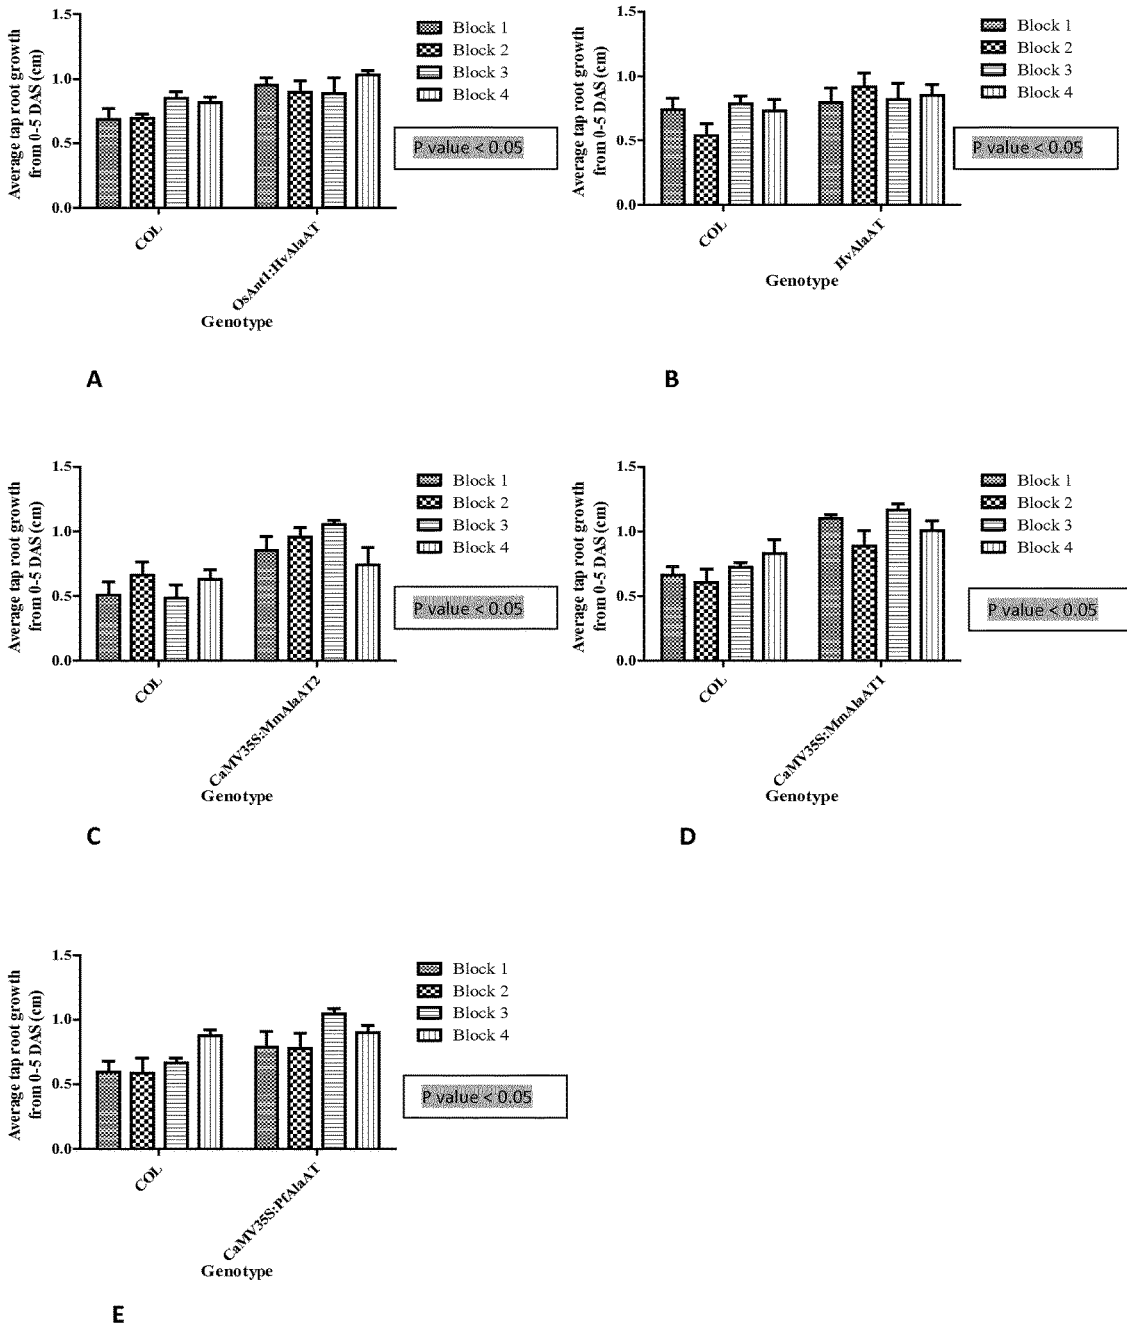 Average tap root growth
from 0-5 DAS (cm)
1.5
1.0
0.5
0.0
COL
OsAnt1:HvAlaAT
Genotype
Block 1
Block 2
Block 3
Block 4
P value < 0.05
A
Average tap root growth
from 0-5 DAS (cm)
1.5
1.0
0.5
0.0
COL
HvAlaAT
Genotype
Block 1
Block 2
Block 3
Block 4
P value < 0.05
B
Average tap root growth
from 0-5 DAS (cm)
1.5
1.0
0.5
0.0
COL
CaMV35S:MmAlaAT2
Genotype
Block 1
Block 2
Block 3
Block 4
P value < 0.05
C
Average tap root growth
from 0-5 DAS (cm)
1.5
1.0
0.5
0.0
COL
CaMV35S:MmAlaAT1
Genotype
Block 1
Block 2
Block 3
Block 4
P value < 0.05
D
Average tap root growth
from 0-5 DAS (cm)
1.5
1.0
0.5
0.0
COL
CaMV35S:PfAlaAT
Genotype
Block 1
Block 2
Block 3
Block 4
P value < 0.05
E